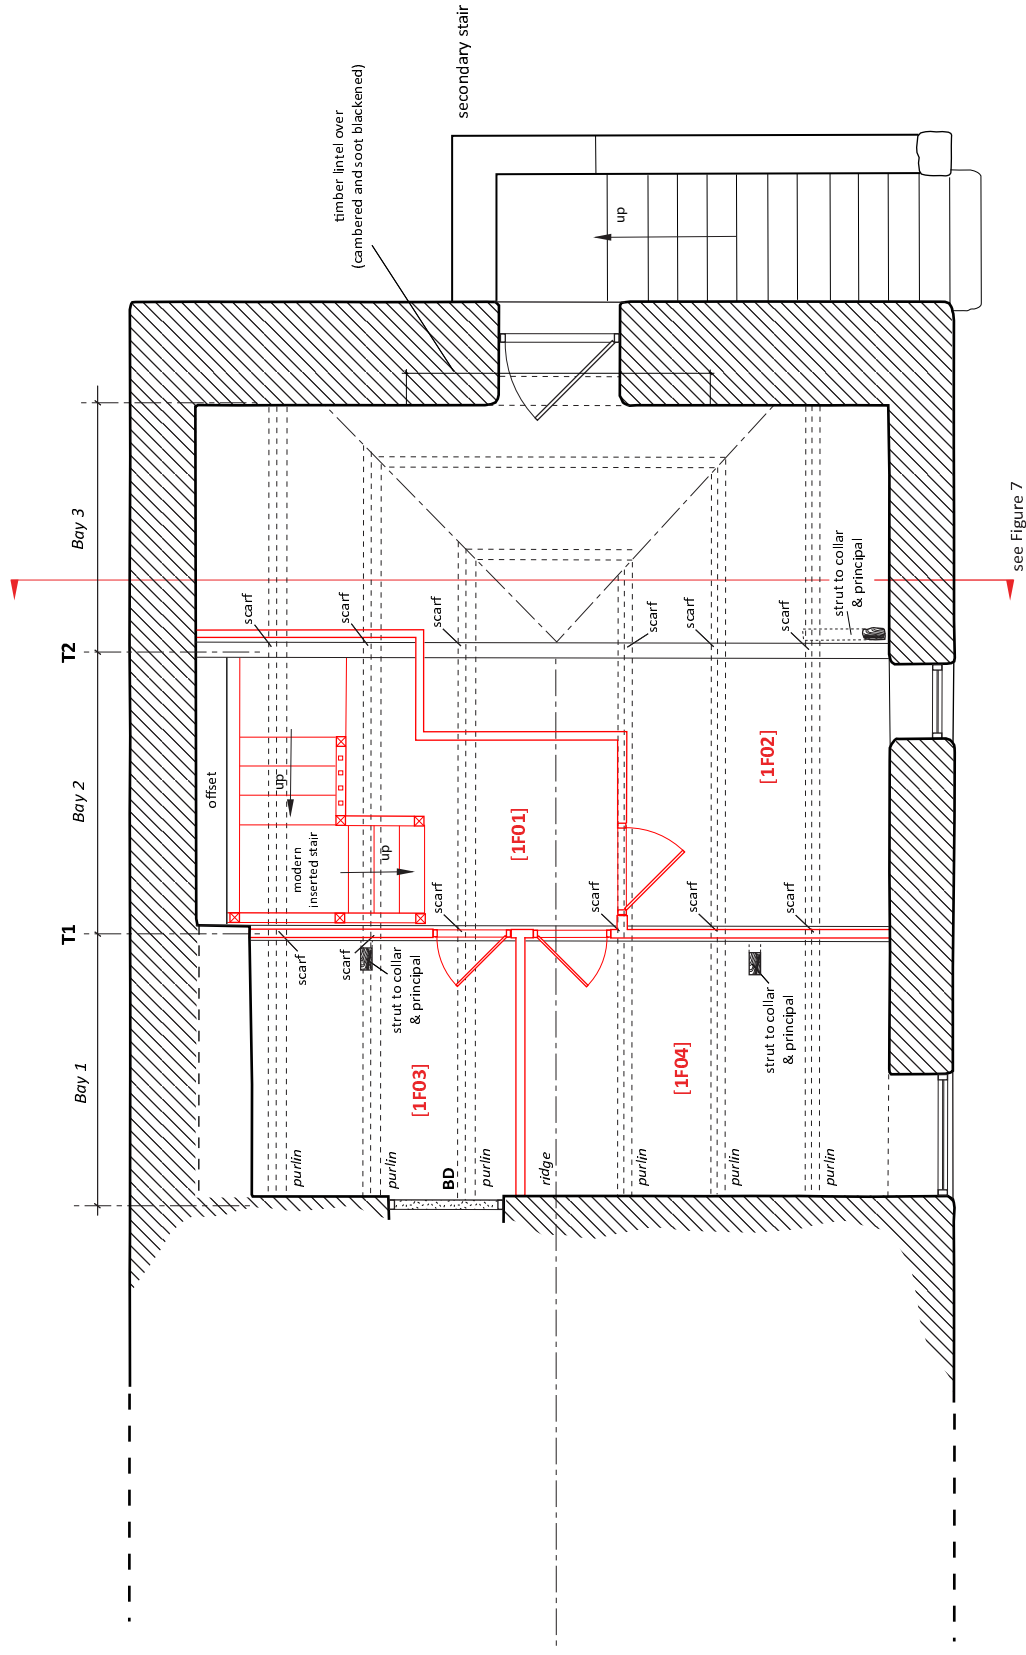 Bay 1
T1
Bay 2
T2
Bay 3
timber lintel over
(cambered and soot blackened)
secondary stair
offset
up
modern
inserted stair
up
scarf
scarf
scarf
scarf
scarf
scarf
strut to collar
& principal
scarf
scarf
scarf
scarf
scarf
scarf
strut to collar
& principal
strut to collar
& principal
[1F01]
[1F02]
[1F03]
[1F04]
purlin
purlin
BD
purlin
ridge
purlin
purlin
purlin
up
see Figure 7